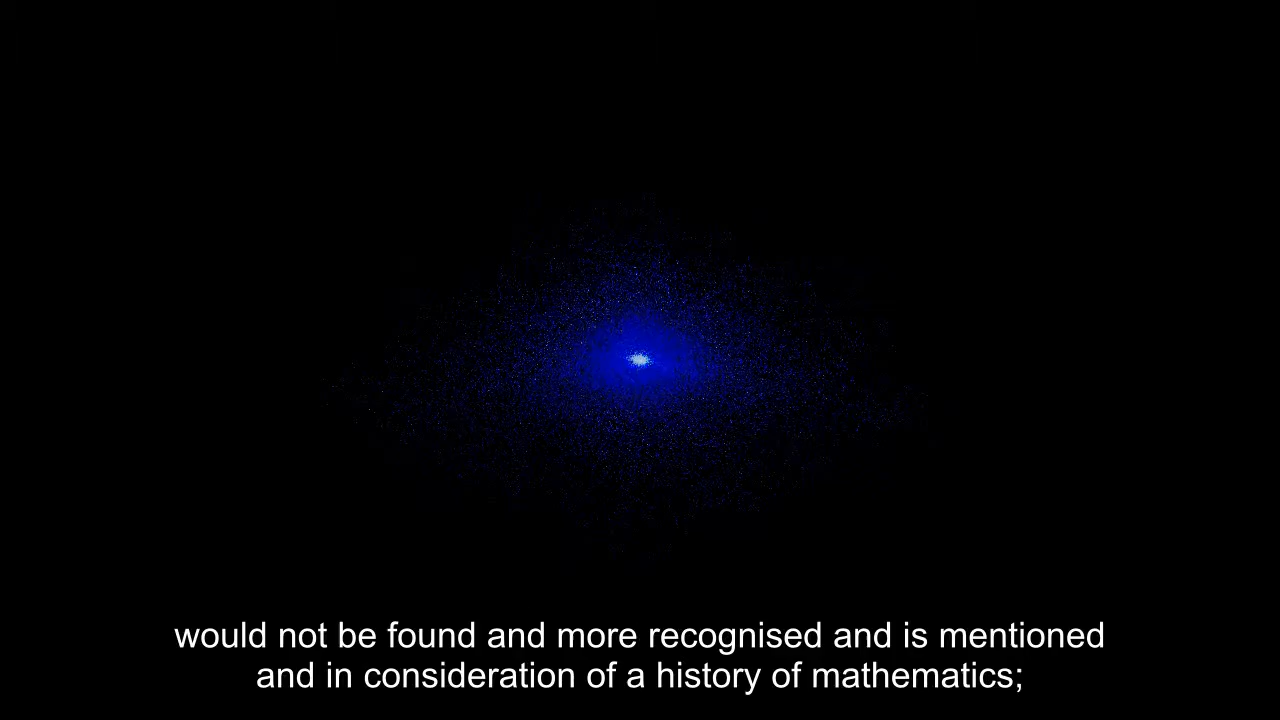 would not be found and more recognised and is mentioned
and in consideration of a history of mathematics;